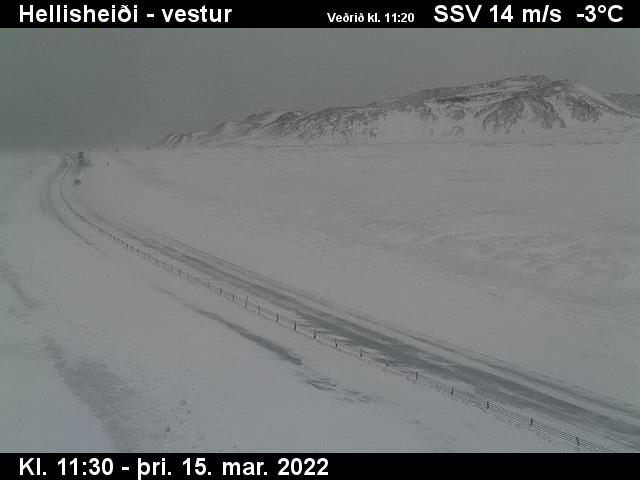 Hellisheiði - vestur Veðrið kl. 11:20 SSV 14 m/s -3°C
Kl. 11:30 - þri. 15. mar. 2022